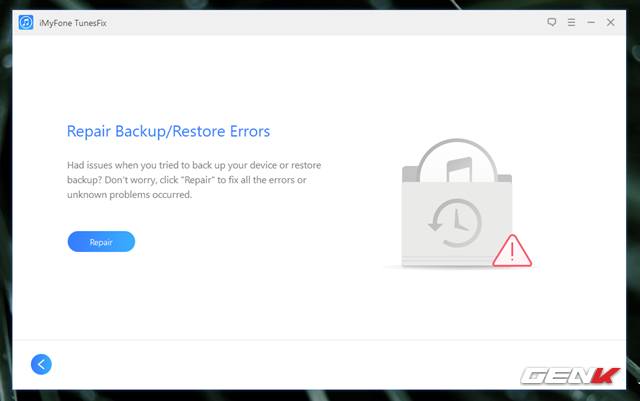 iMyFone TunesFix
Repair Backup/Restore Errors
Had issues when you tried to back up your device or restore
backup? Don't worry, click "Repair" to fix all the errors or
unknown problems occurred.
Repair
GENK